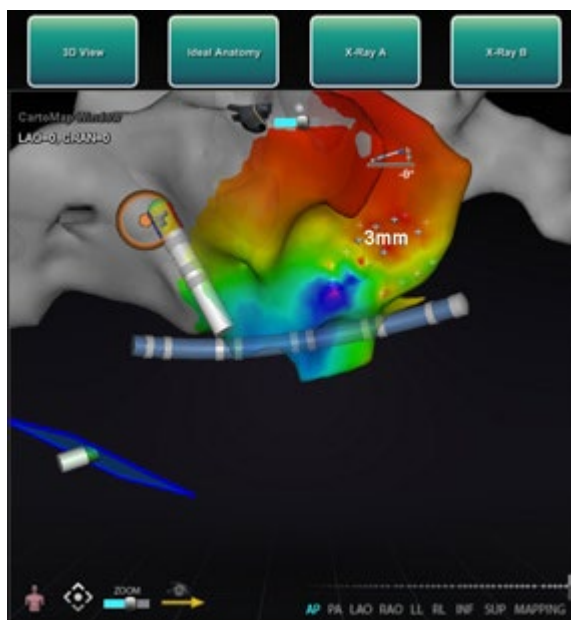 3D View
Ideal Anatomy
X-Ray A
X-Ray B
CartoMap Window
LAO=0, CRAN=0
-0°
3mm
ZOOM
AP PA LAO RAO LL RL INF SUP MAPPING